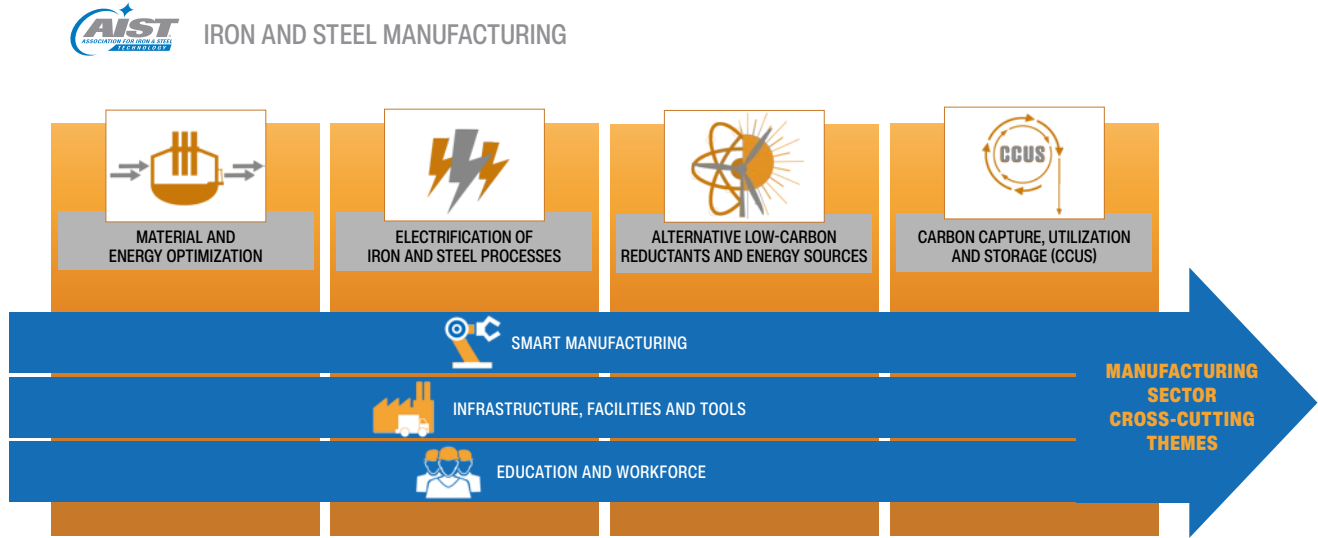 AIST
ASSOCIATION FOR IRON & STEEL
TECHNOLOGY
IRON AND STEEL MANUFACTURING
MATERIAL AND
ENERGY OPTIMIZATION
ELECTRIFICATION OF
IRON AND STEEL PROCESSES
ALTERNATIVE LOW-CARBON
REDUCTANTS AND ENERGY SOURCES
CCUS
CARBON CAPTURE, UTILIZATION
AND STORAGE (CCUS)
SMART MANUFACTURING
INFRASTRUCTURE, FACILITIES AND TOOLS
EDUCATION AND WORKFORCE
MANUFACTURING
SECTOR
CROSS-CUTTING
THEMES